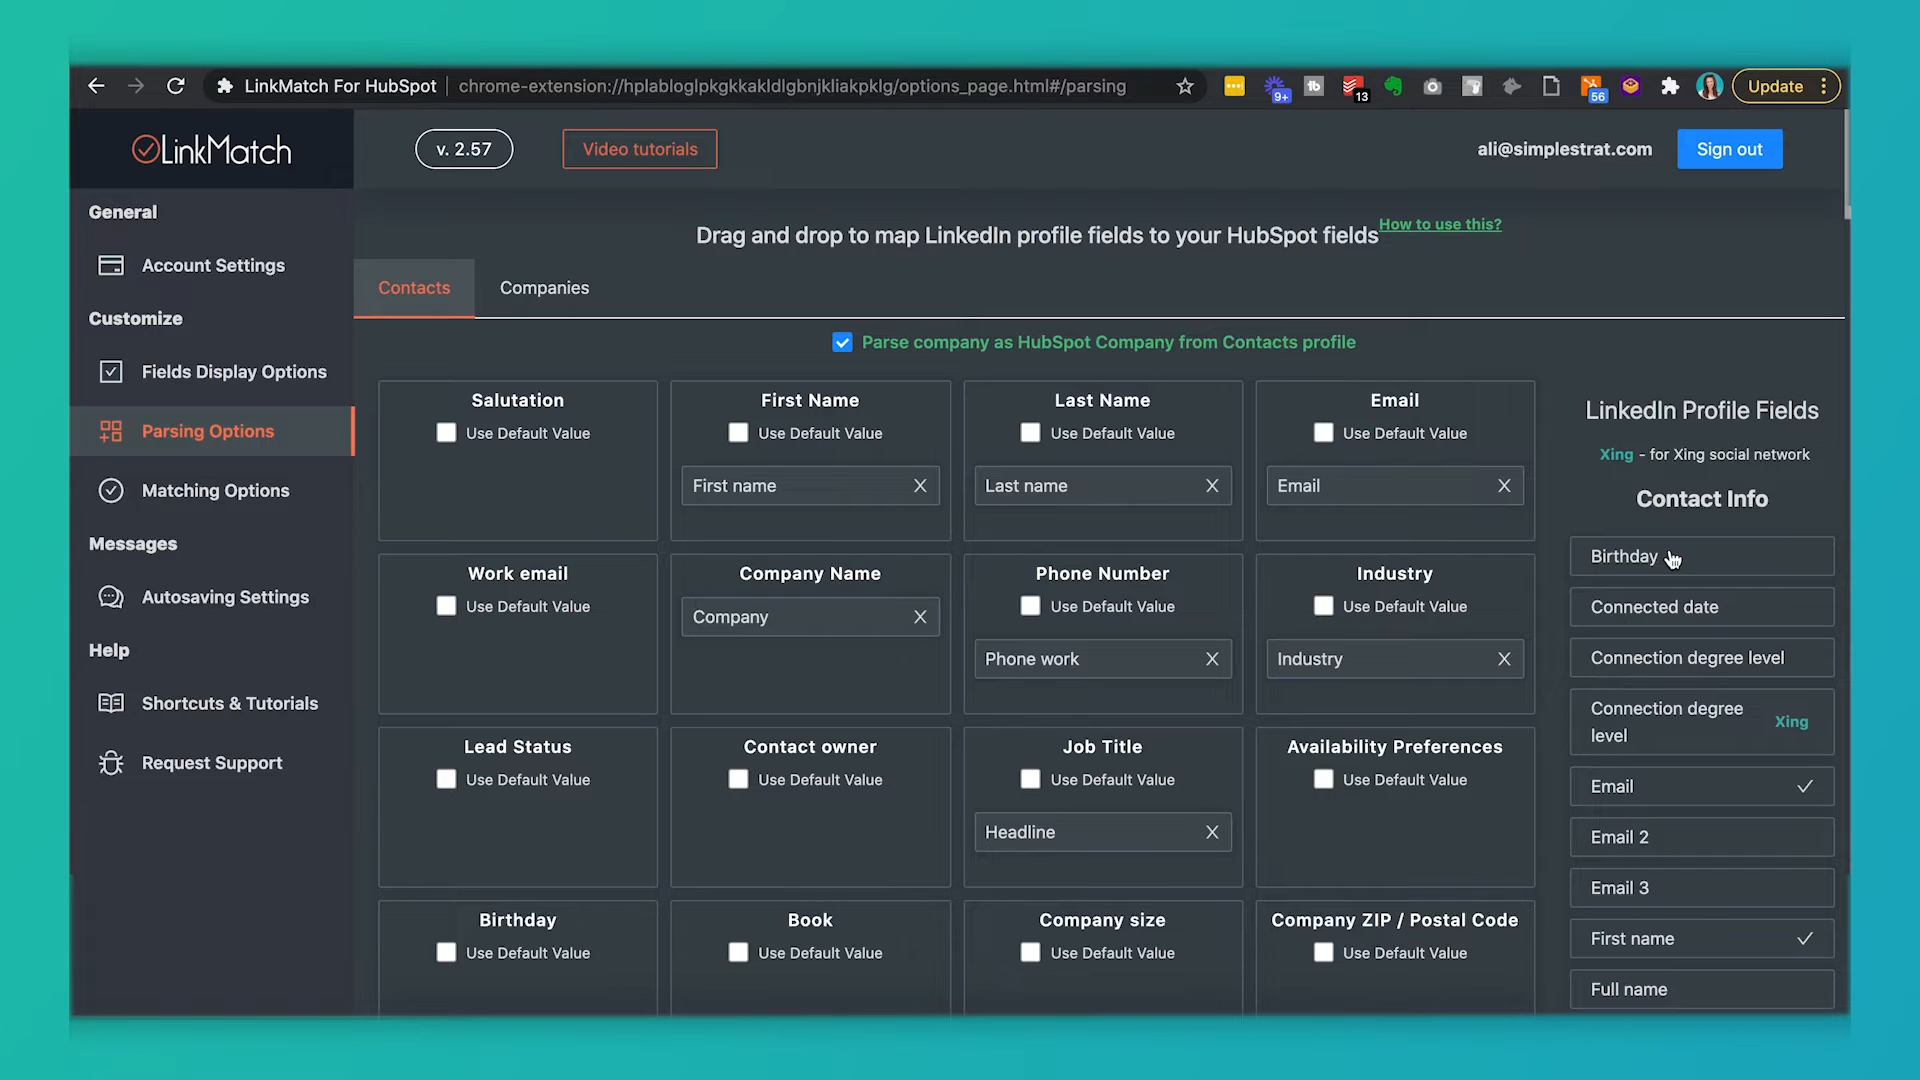 LinkMatch For HubSpot
chrome-extension://hplabloglpkgkkakldlgbnjkliakpklg/options_page.html#/parsing
9+
tb
13
56
Update
LinkMatch
v. 2.57
Video tutorials
ali@simplestrat.com
Sign out
General
Account Settings
Customize
Fields Display Options
Parsing Options
Matching Options
Messages
Autosaving Settings
Help
Shortcuts & Tutorials
Request Support
Drag and drop to map LinkedIn profile fields to your HubSpot fields
How to use this?
Contacts
Companies
Parse company as HubSpot Company from Contacts profile
Salutation
Use Default Value
First Name
Use Default Value
First name X
Last Name
Use Default Value
Last name X
Email
Use Default Value
Email X
Work email
Use Default Value
Company Name
Company X
Phone Number
Use Default Value
Phone work X
Industry
Use Default Value
Industry X
Lead Status
Use Default Value
Contact owner
Use Default Value
Job Title
Use Default Value
Headline X
Availability Preferences
Use Default Value
Birthday
Use Default Value
Book
Use Default Value
Company size
Use Default Value
Company ZIP / Postal Code
Use Default Value
LinkedIn Profile Fields
Xing - for Xing social network
Contact Info
Birthday
Connected date
Connection degree level
Connection degree
level
Xing
Email
Email 2
Email 3
First name
Full name